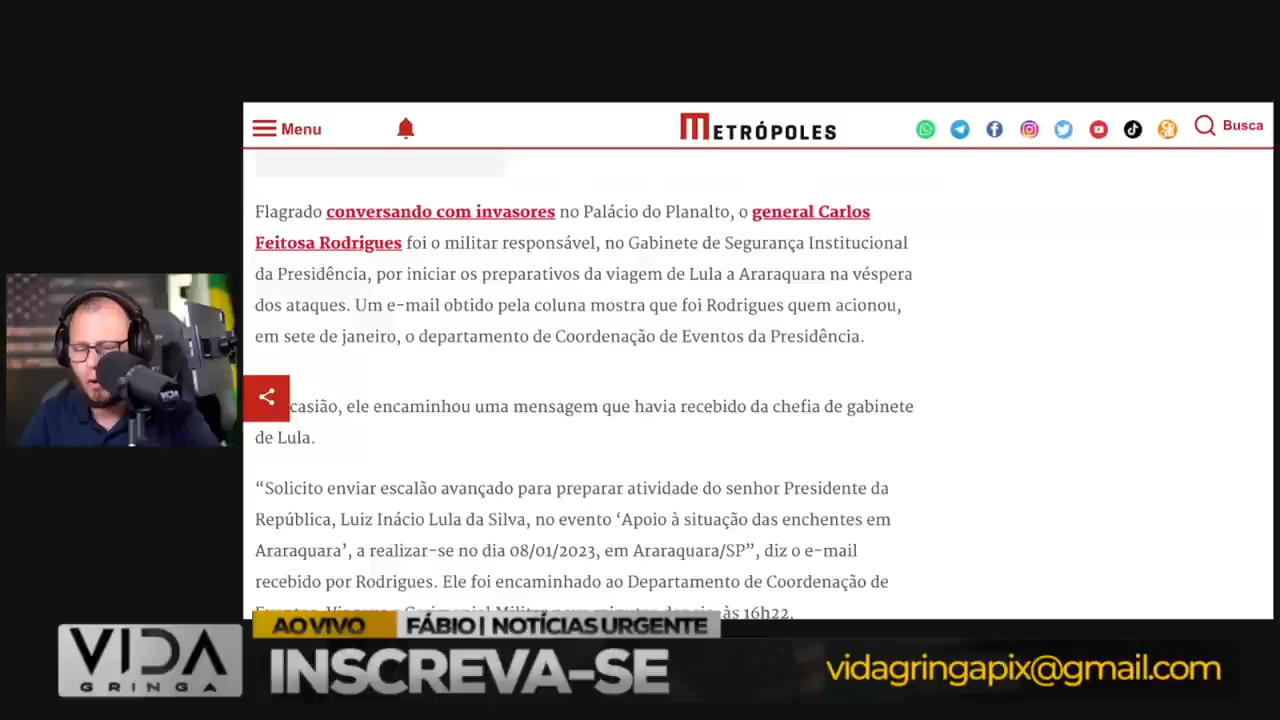 Menu
METRÓPOLES
Busca
Flagrado conversando com invasores no Palácio do Planalto, o general Carlos
Feitosa Rodrigues foi o militar responsável, no Gabinete de Segurança Institucional
da Presidência, por iniciar os preparativos da viagem de Lula a Araraquara na véspera
dos ataques. Um e-mail obtido pela coluna mostra que foi Rodrigues quem acionou,
em sete de janeiro, o departamento de Coordenação de Eventos da Presidência.
casião, ele encaminhou uma mensagem que havia recebido da chefia de gabinete
de Lula.
“Solicito enviar escalão avançado para preparar atividade do senhor Presidente da
República, Luiz Inácio Lula da Silva, no evento ‘Apoio à situação das enchentes em
Araraquara’, a realizar-se no dia 08/01/2023, em Araraquara/SP”, diz o e-mail
recebido por Rodrigues. Ele foi encaminhado ao Departamento de Coordenação de
às 16h22.
AO VIVO FÁBIO | NOTÍCIAS URGENTE
VIDA
GRINGA
INSCREVA-SE
vidagringapix@gmail.com